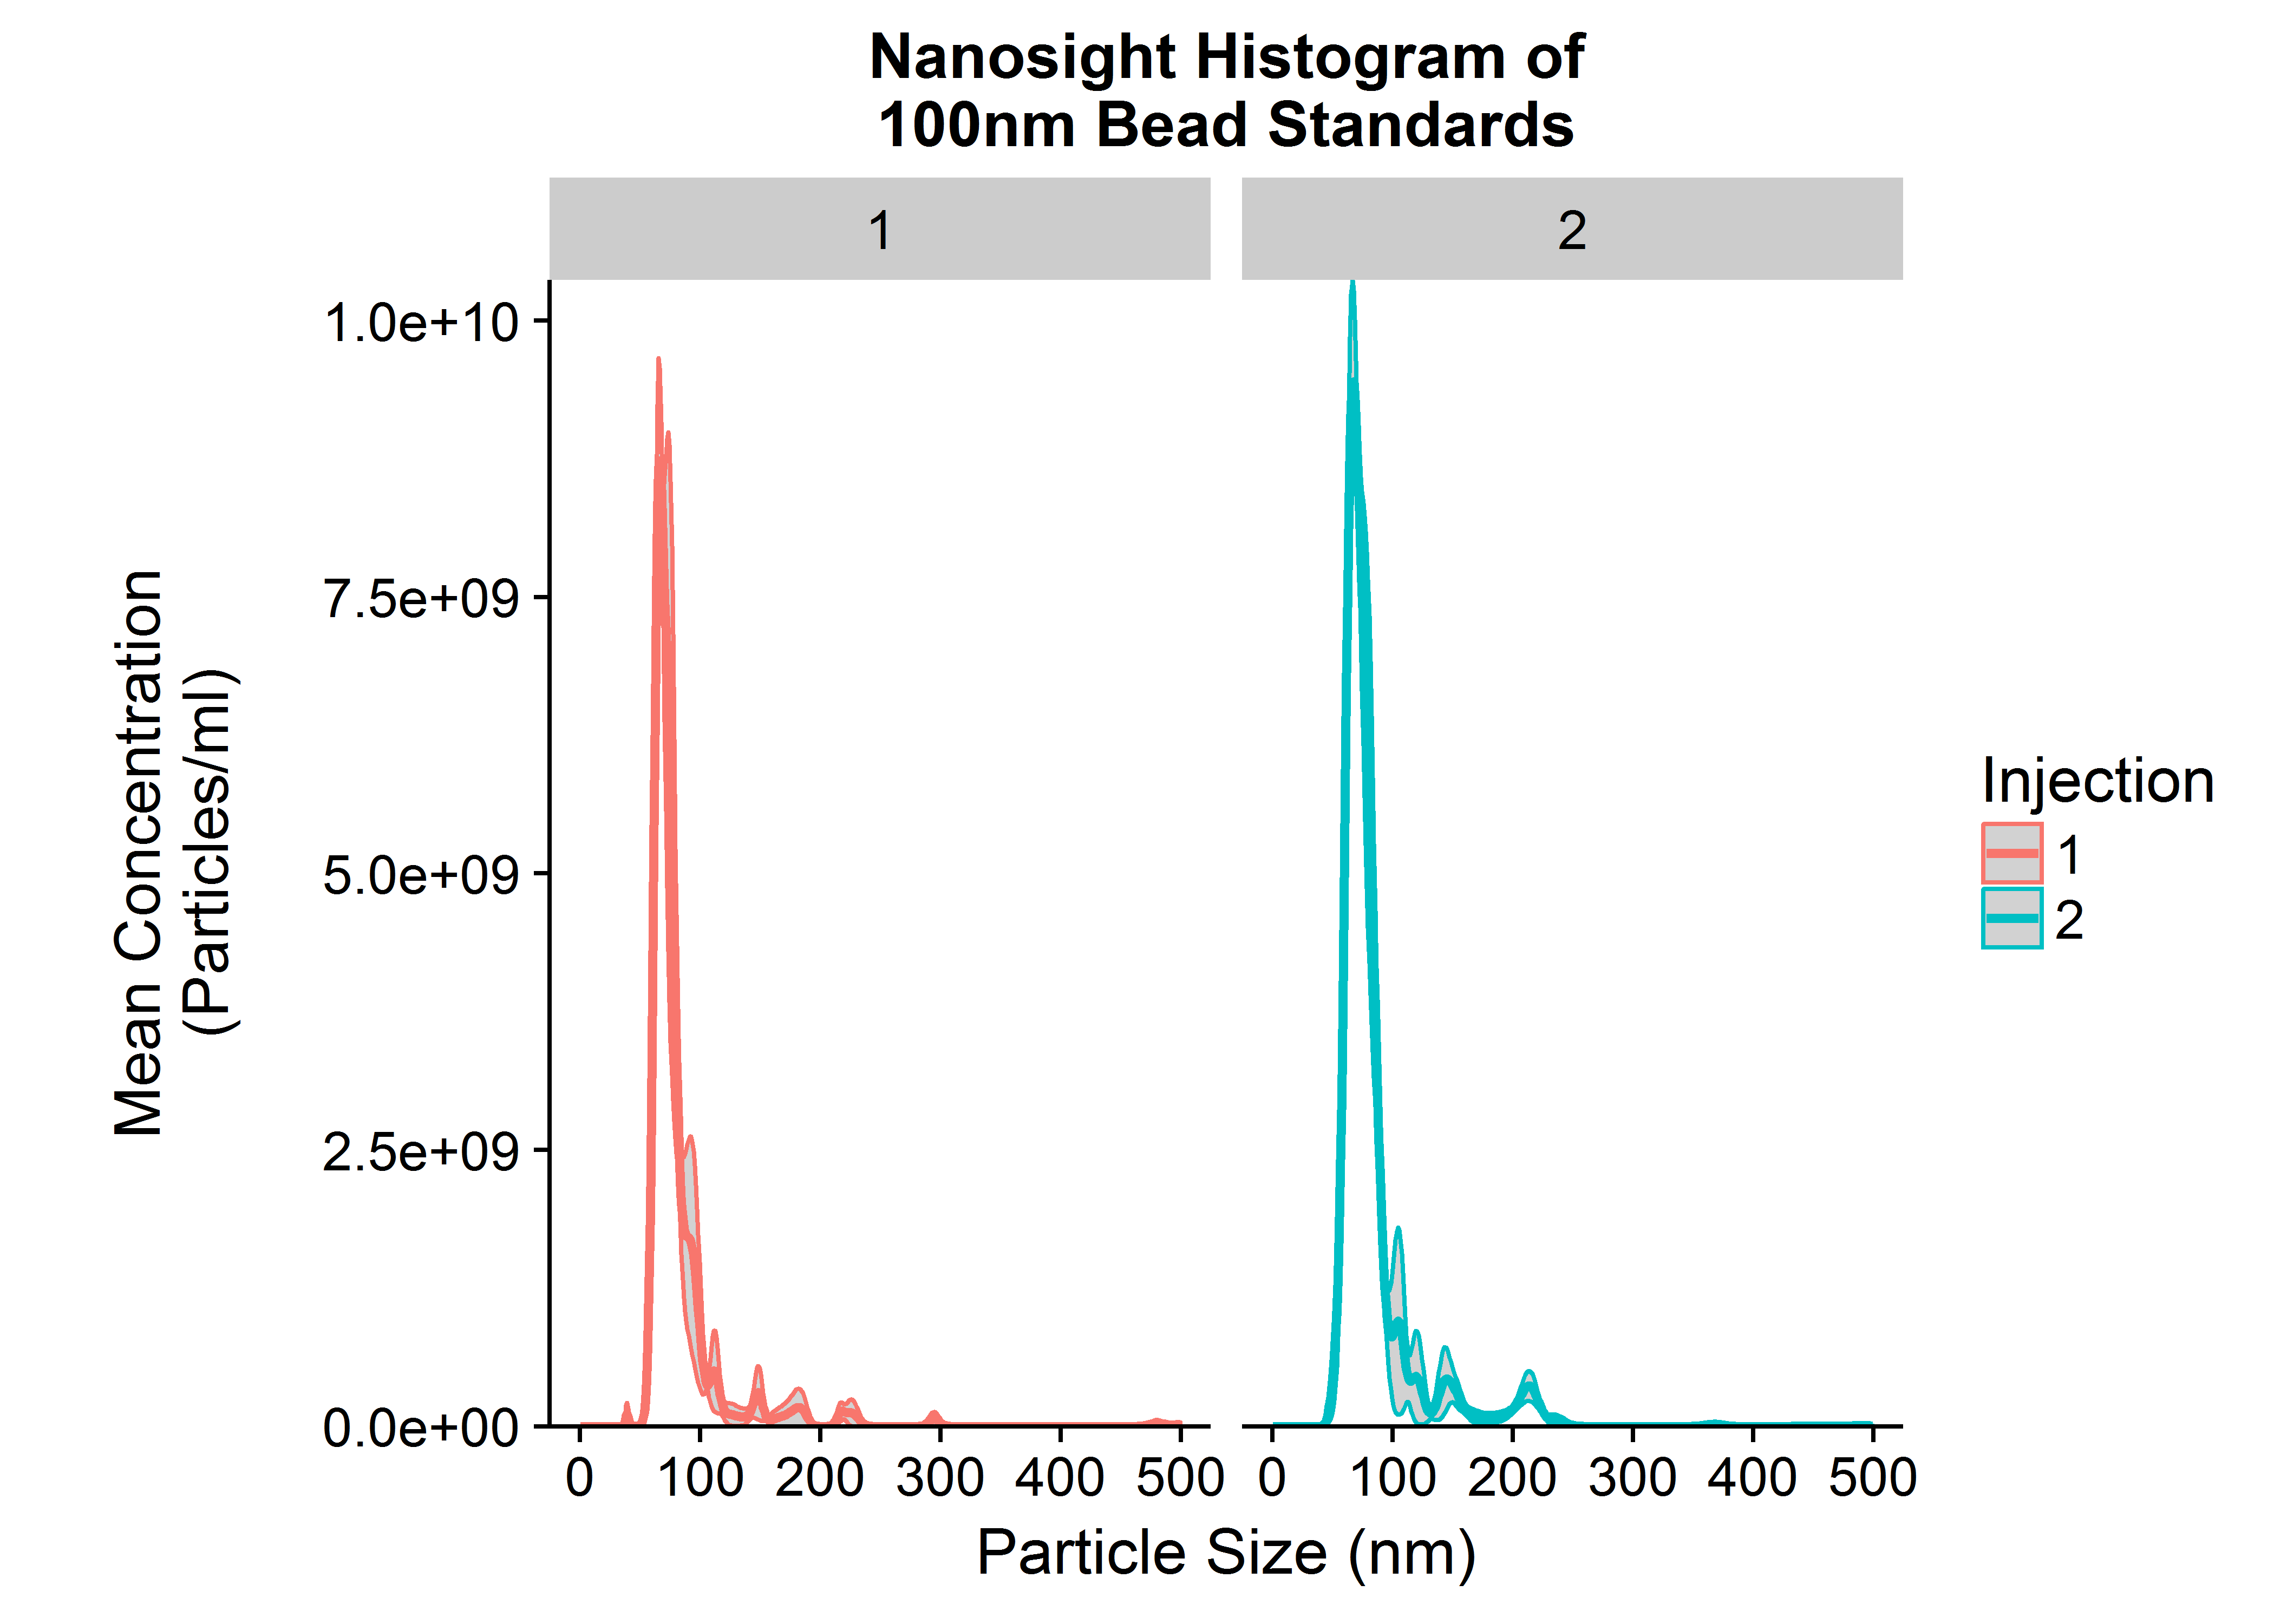 Nanosight Histogram of
100nm Bead Standards
1
2
1.0e+10
7.5e+09
5.0e+09
2.5e+09
0.0e+00
Mean Concentration
(Particles/ml)
0 100 200 300 400 500
0 100 200 300 400 500
Particle Size (nm)
Injection
1
2